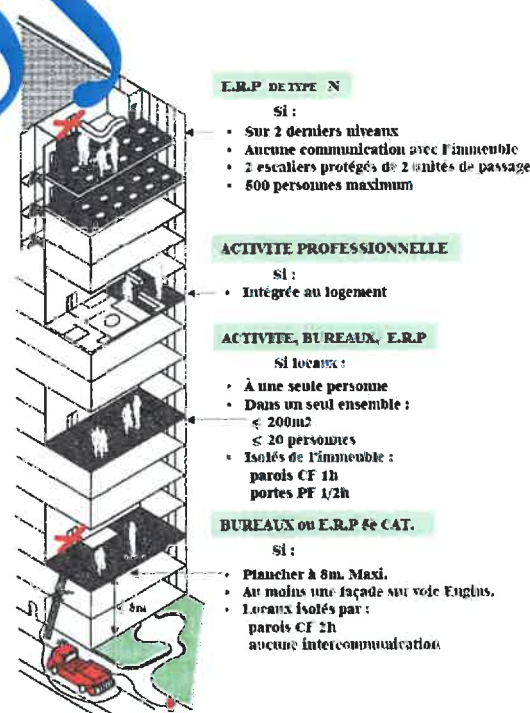 E.R.P DE TYPE N
Si :
• Sur 2 derniers niveaux
• Aucune communication avec l'immeuble
• 2 escaliers protégés de 2 unités de passage
• 500 personnes maximum
ACTIVITE PROFESSIONNELLE
Si :
• Intégrée au logement
ACTIVITE, BUREAUX, E.R.P
Si locaux :
• À une seule personne
• Dans un seul ensemble :
≤ 200m2
≤ 20 personnes
• Isolés de l'immeuble :
parois CF 1h
portes PF 1/2h
BUREAUX ou E.R.P 5e CAT.
Si :
• Plancher à 8m. Maxi.
• Au moins une façade sur voie Engins.
• Locaux isolés par :
parois CF 2h
aucune intercommunication
8m